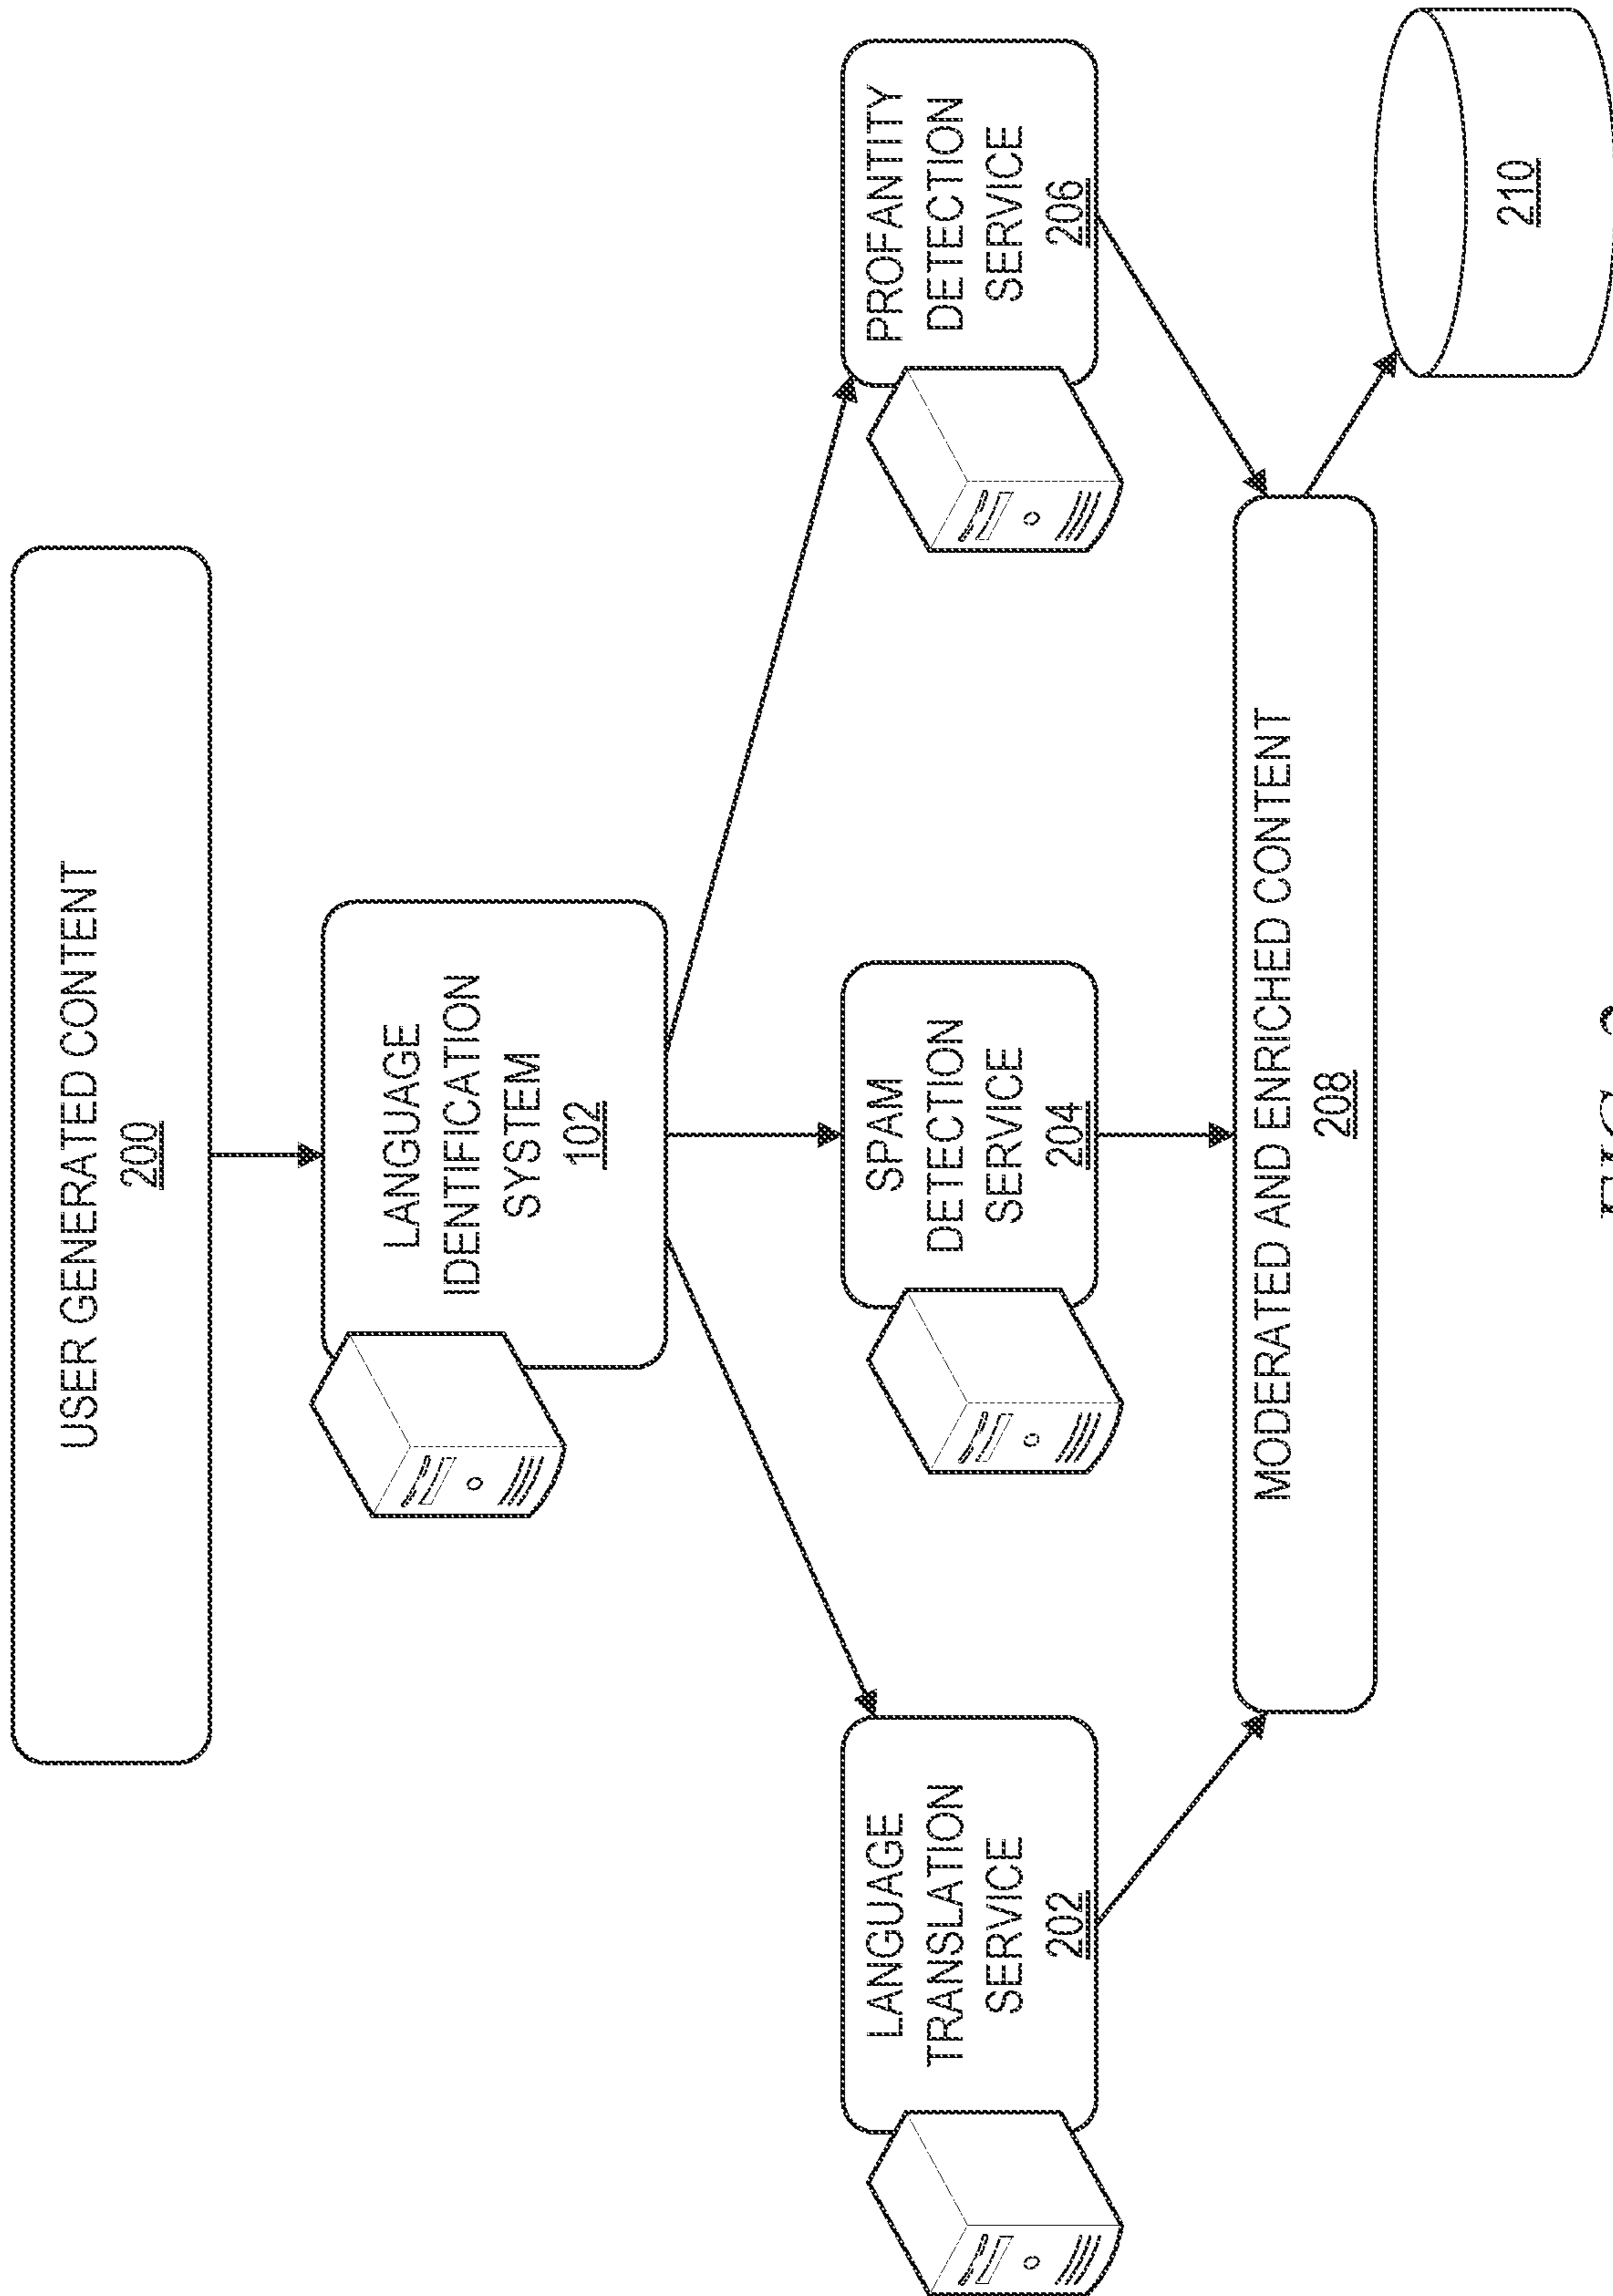 USER GENERATED CONTENT
200
LANGUAGE
IDENTIFICATION
SYSTEM
102
LANGUAGE
TRANSLATION
SERVICE
202
SPAM
DETECTION
SERVICE
204
PROFANTITY
DETECTION
SERVICE
206
MODERATED AND ENRICHED CONTENT
208
210